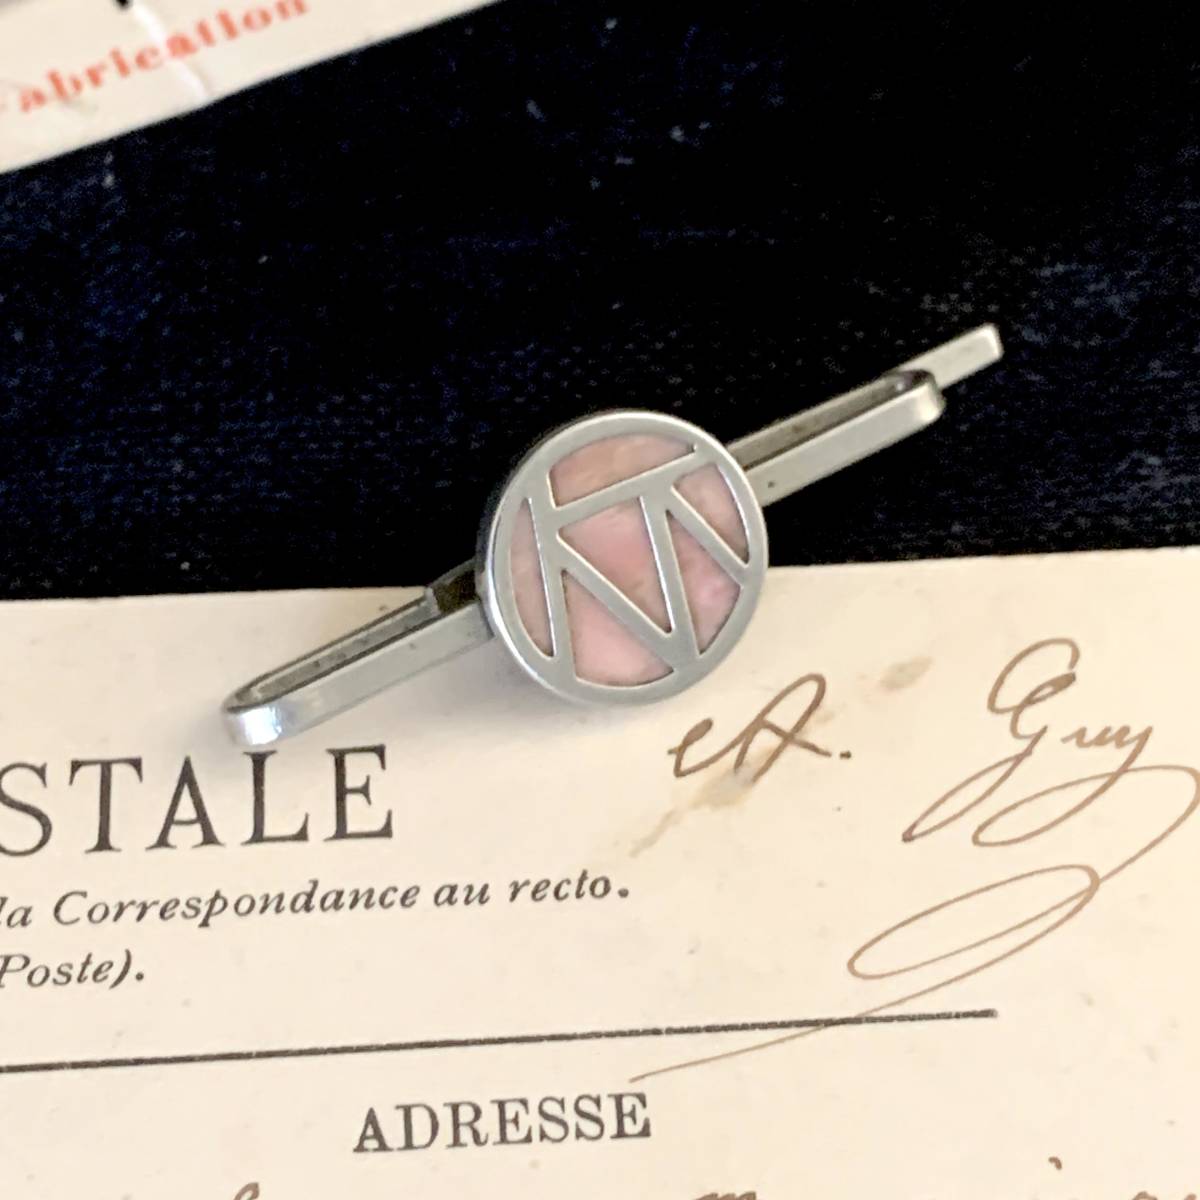 abrication
STALE
la Correspondance au recto.
Poste).
A. Guy
ADRESSE